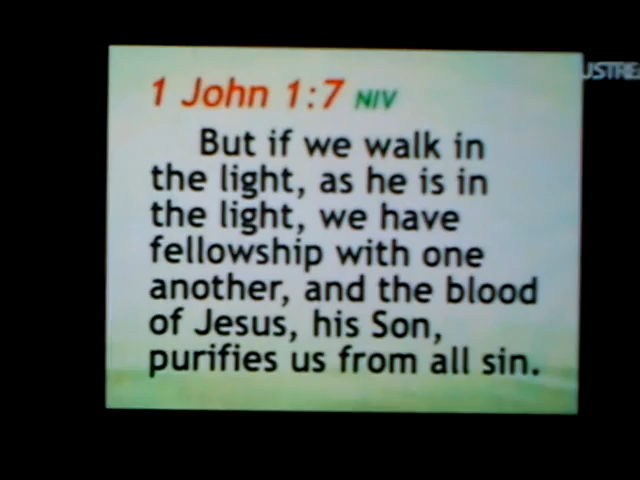 1 John 1:7 NIV
But if we walk in
the light, as he is in
the light, we have
fellowship with one
another, and the blood
of Jesus, his Son,
purifies us from all sin.